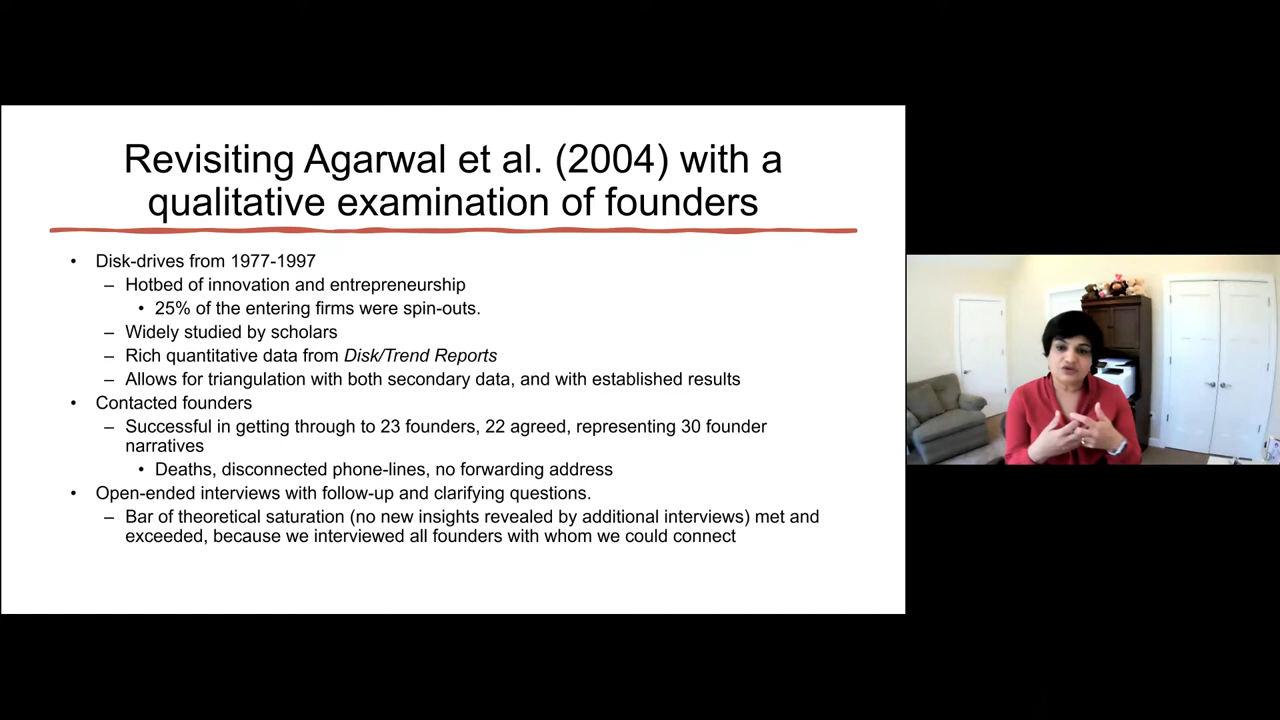 Revisiting Agarwal et al. (2004) with a
qualitative examination of founders
• Disk-drives from 1977-1997
– Hotbed of innovation and entrepreneurship
• 25% of the entering firms were spin-outs.
– Widely studied by scholars
– Rich quantitative data from Disk/Trend Reports
– Allows for triangulation with both secondary data, and with established results
• Contacted founders
– Successful in getting through to 23 founders, 22 agreed, representing 30 founder
narratives
• Deaths, disconnected phone-lines, no forwarding address
• Open-ended interviews with follow-up and clarifying questions.
– Bar of theoretical saturation (no new insights revealed by additional interviews) met and
exceeded, because we interviewed all founders with whom we could connect